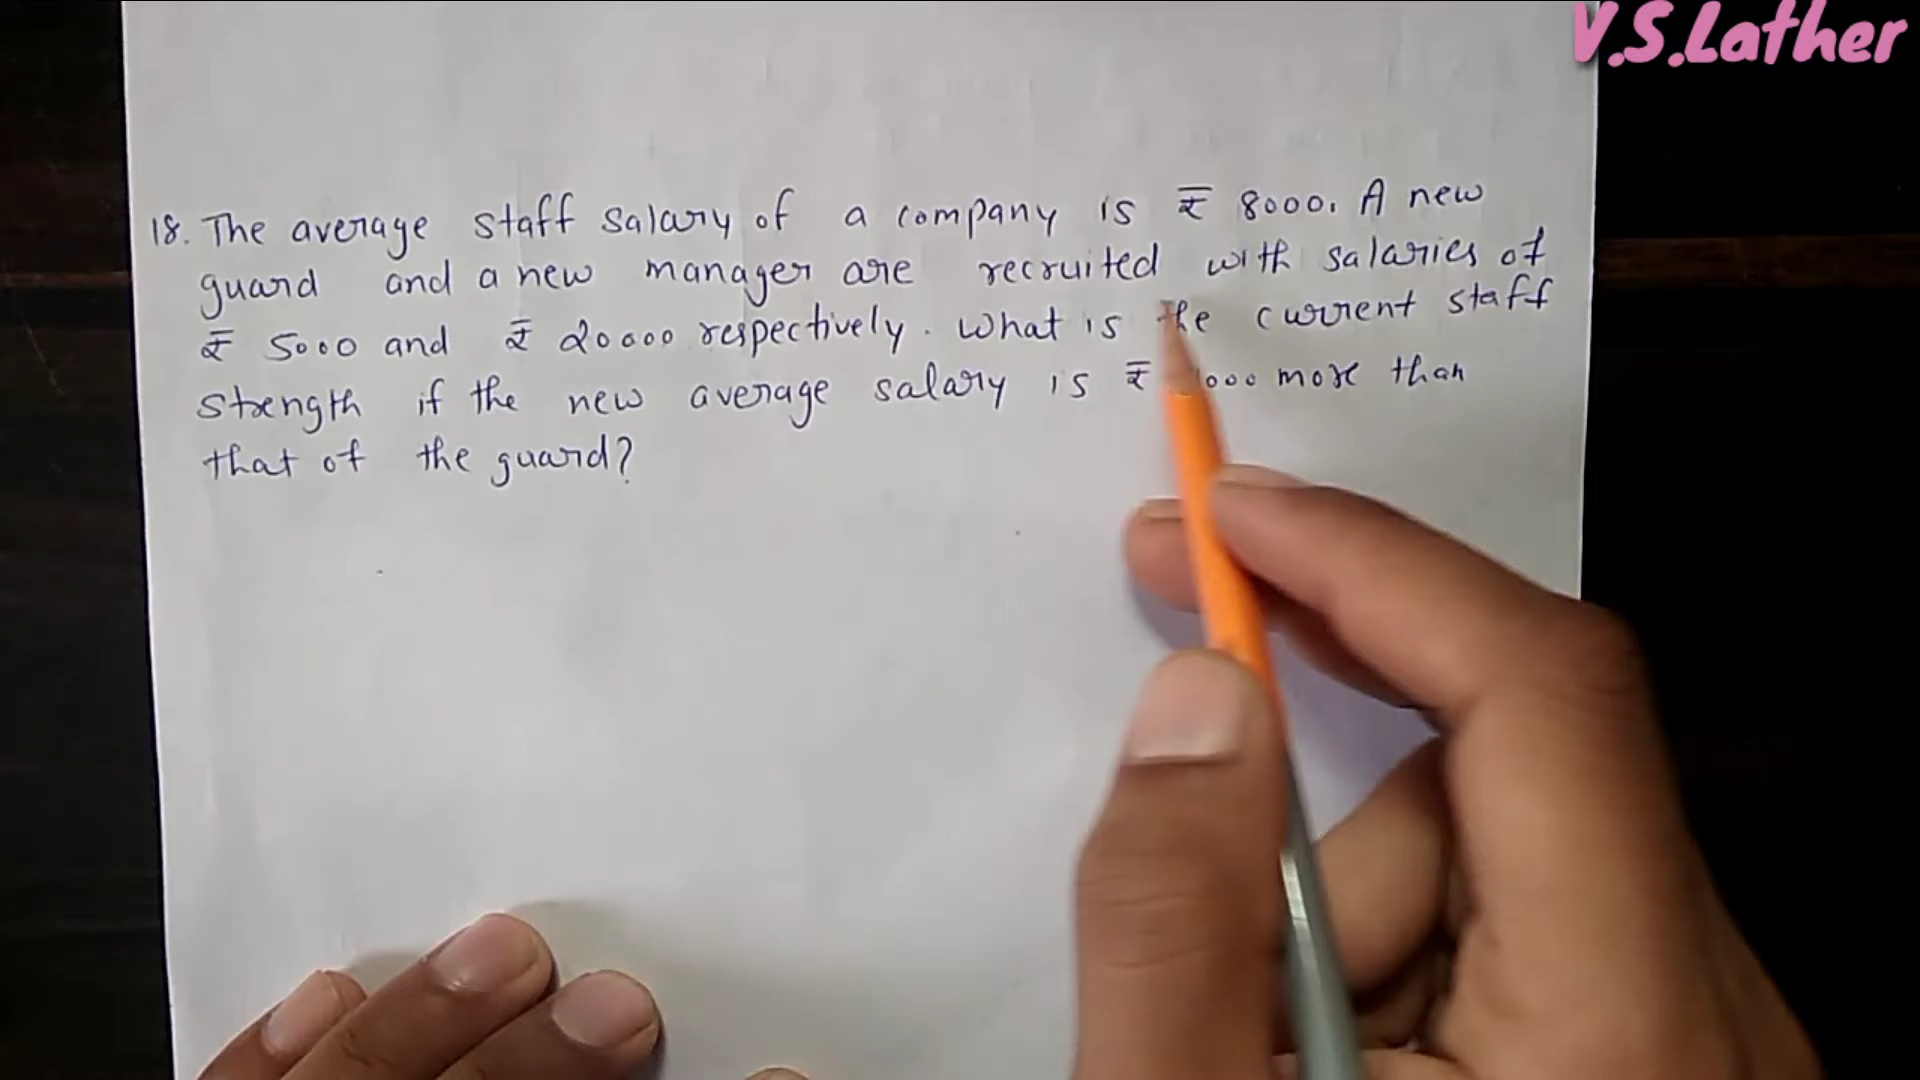 V.S.Lather
18. The average staff salary of a company is ₹ 8000. A new
guard and a new manager are recruited with salaries of
₹ 5000 and ₹ 20000 respectively. What is the current staff
strength if the new average salary is ₹ 000 more than
that of the guard?